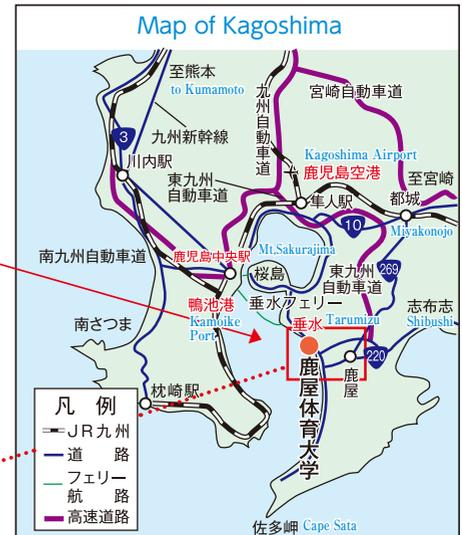 Map of Kagoshima
至熊本
to Kumamoto
九州自動車道
宮崎自動車道
3
九州新幹線
川内駅
Kagoshima Airport
鹿児島空港
東九州
自動車道
隼人駅
至宮崎
都城
10
Miyakonojo
南九州自動車道
鹿児島中央駅
Mt.Sakurajima
桜島
東九州
自動車道
269
鴨池港
Kamoike
Port
垂水フェリー
垂水
Tarumizu
志布志
Shibushi
南さつま
220
鹿屋
鹿屋体育大学
枕崎駅
凡 例
JR九州
道 路
フェリー
航 路
高速道路
佐多岬 Cape Sata